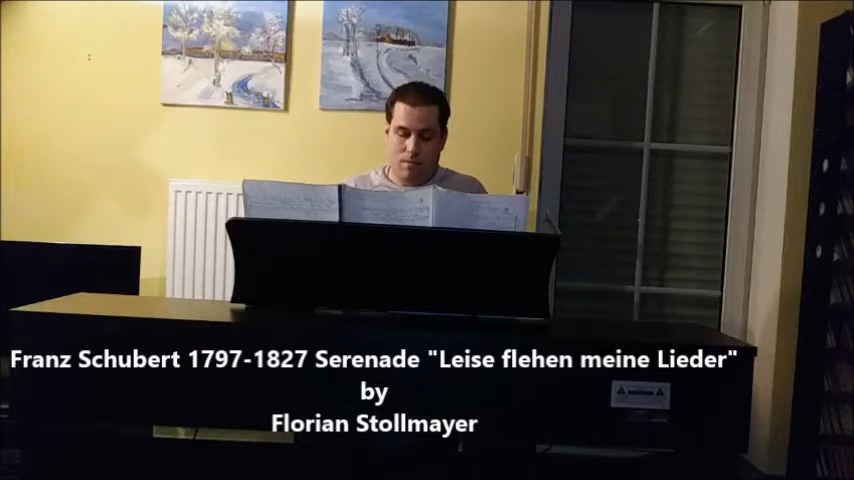 Franz Schubert 1797-1827 Serenade "Leise flehen meine Lieder"
by
Florian Stollmayer